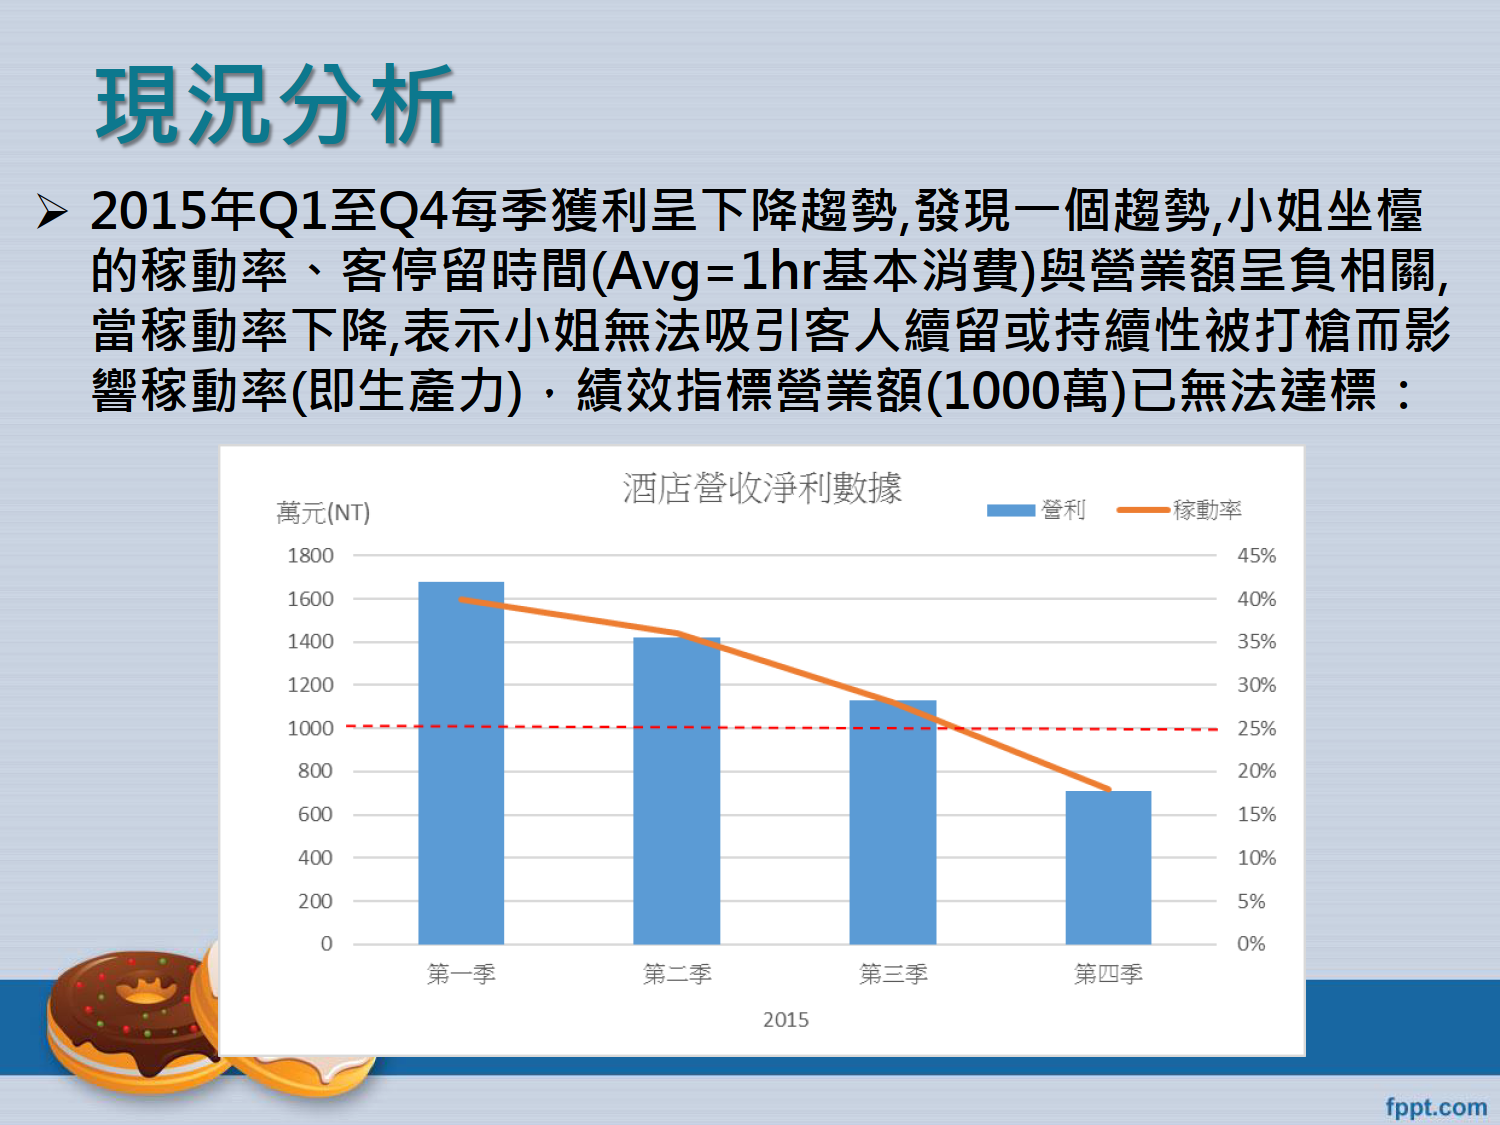 現況分析
➢ 2015年Q1至Q4每季獲利呈下降趨勢,發現一個趨勢,小姐坐檯
的稼動率、客停留時間(Avg=1hr基本消費)與營業額呈負相關,
當稼動率下降,表示小姐無法吸引客人續留或持續性被打槍而影
響稼動率(即生產力)，績效指標營業額(1000萬)已無法達標：
酒店營收淨利數據
萬元(NT)
營利 稼動率
1800 45%
1600 40%
1400 35%
1200 30%
1000 25%
800 20%
600 15%
400 10%
200 5%
0 0%
第一季 第二季 第三季 第四季
2015
fppt.com